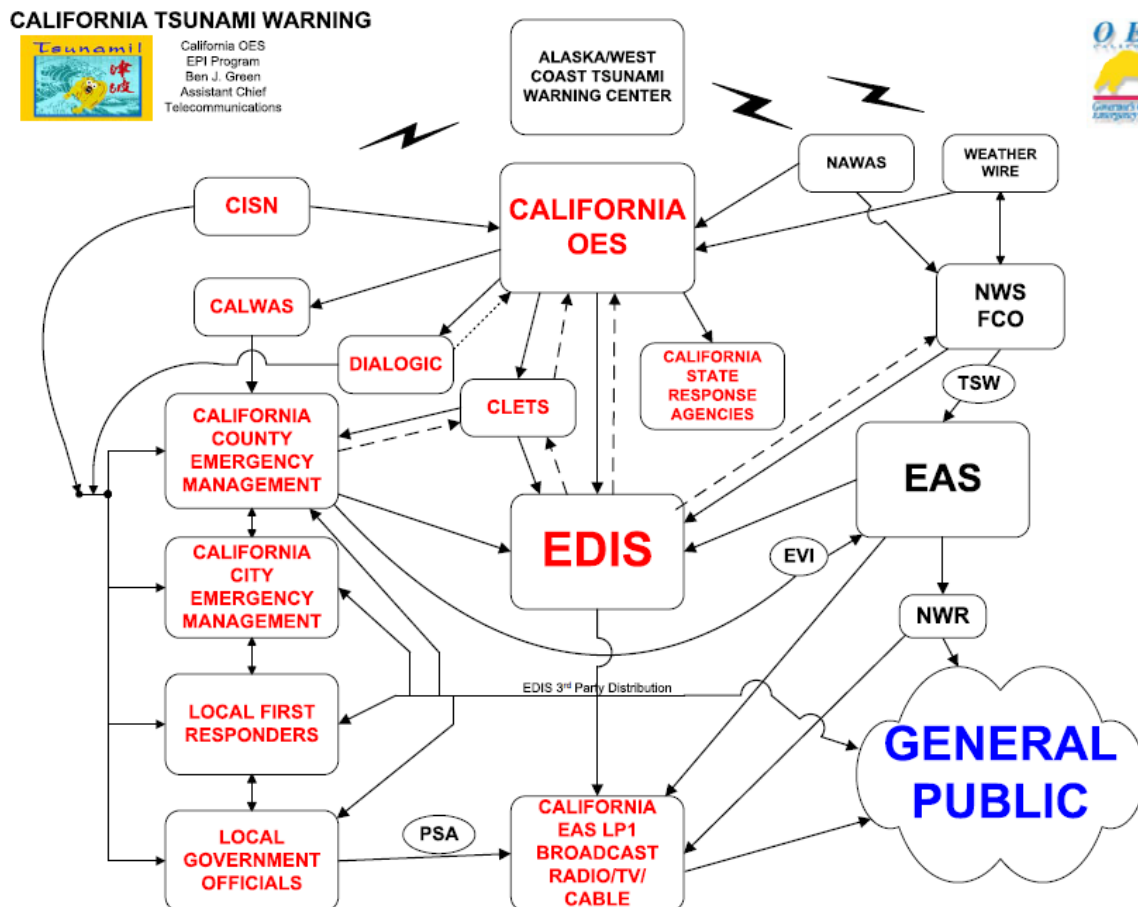 CALIFORNIA TSUNAMI WARNING
Tsunami!
California OES
EPI Program
Ben J. Green
Assistant Chief
Telecommunications
ALASKA/WEST
COAST TSUNAMI
WARNING CENTER
O E
Governor's
Emergency
NAWAS
WEATHER
WIRE
CISN
CALIFORNIA
OES
CALWAS
NWS
FCO
DIALOGIC
CALIFORNIA
STATE
RESPONSE
AGENCIES
TSW
CLETS
CALIFORNIA
COUNTY
EMERGENCY
MANAGEMENT
EAS
EDIS
EVI
CALIFORNIA
CITY
EMERGENCY
MANAGEMENT
NWR
EDIS 3rd Party Distribution
LOCAL FIRST
RESPONDERS
GENERAL
PUBLIC
CALIFORNIA
EAS LP1
BROADCAST
RADIO/TV/
CABLE
PSA
LOCAL
GOVERNMENT
OFFICIALS